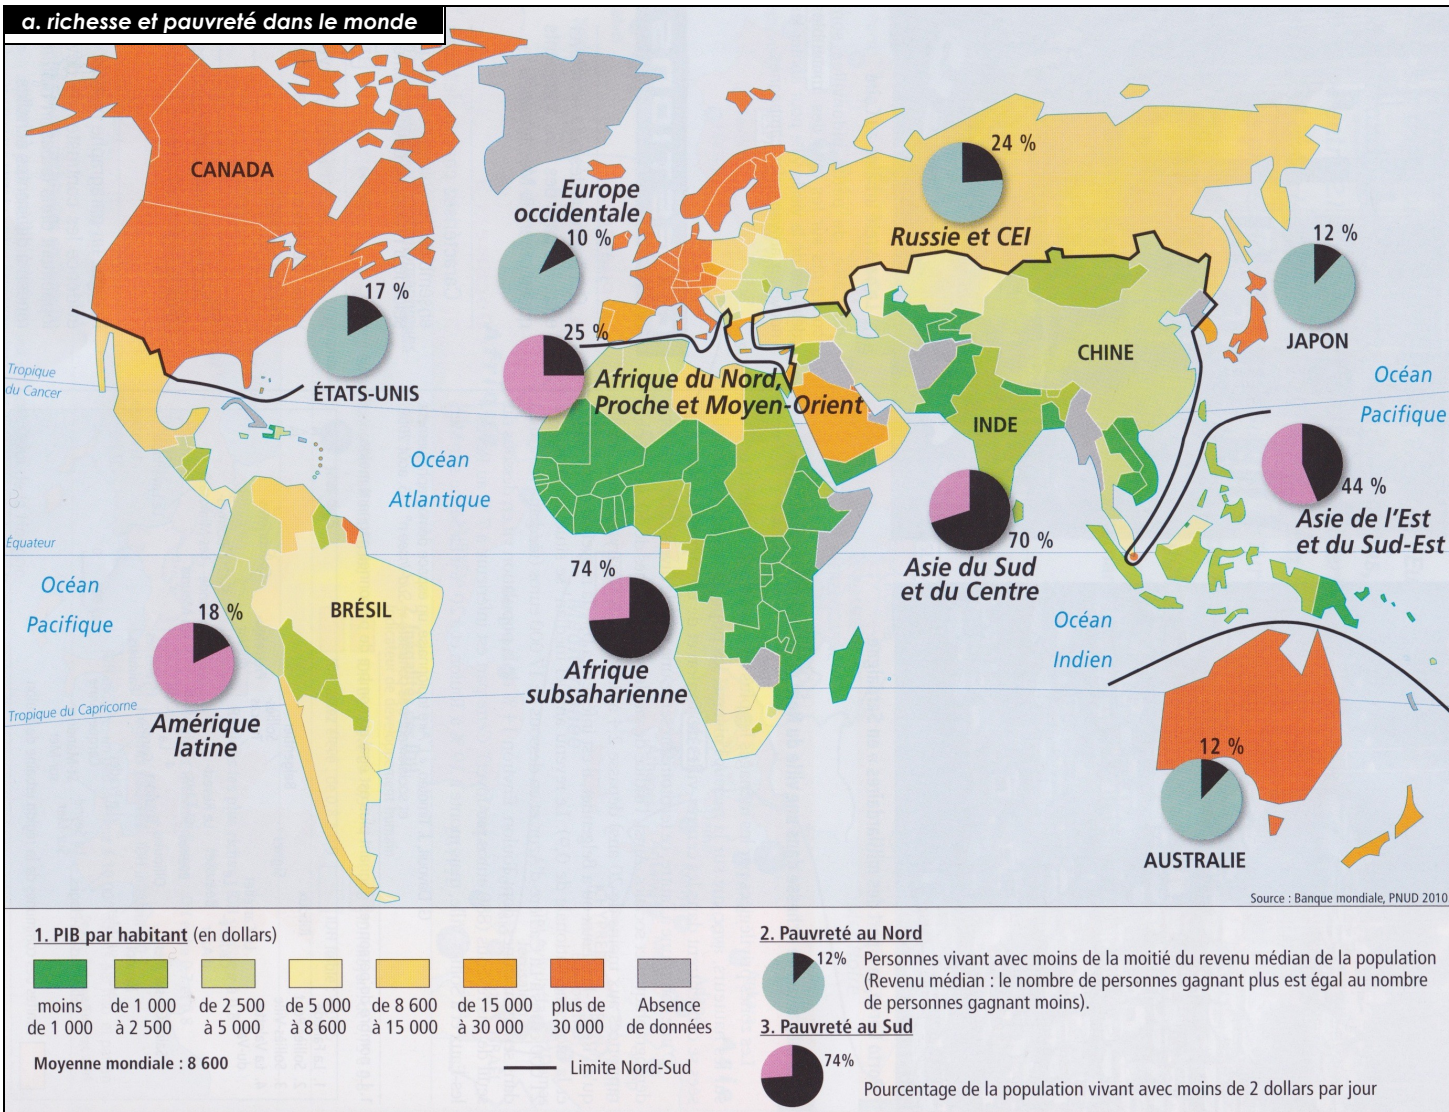 a. richesse et pauvreté dans le monde
CANADA
Europe
occidentale
10 %
24 %
Russie et CEI
12 %
JAPON
17 %
ÉTATS-UNIS
25 %
Afrique du Nord,
Proche et Moyen-Orient
CHINE
INDE
Tropique
du Cancer
Océan
Pacifique
Océan
Atlantique
44 %
Asie de l'Est
et du Sud-Est
70 %
Asie du Sud
et du Centre
Équateur
Océan
Pacifique
BRÉSIL
18 %
Amérique
latine
74 %
Afrique
subsaharienne
Océan
Indien
Tropique du Capricorne
12 %
AUSTRALIE
Source : Banque mondiale, PNUD 2010
1. PIB par habitant (en dollars)
moins
de 1 000
de 1 000
à 2 500
de 2 500
à 5 000
de 5 000
à 8 600
de 8 600
à 15 000
de 15 000
à 30 000
plus de
30 000
Absence
de données
Moyenne mondiale : 8 600
Limite Nord-Sud
2. Pauvreté au Nord
12%
Personnes vivant avec moins de la moitié du revenu médian de la population
(Revenu médian : le nombre de personnes gagnant plus est égal au nombre
de personnes gagnant moins).
3. Pauvreté au Sud
74%
Pourcentage de la population vivant avec moins de 2 dollars par jour